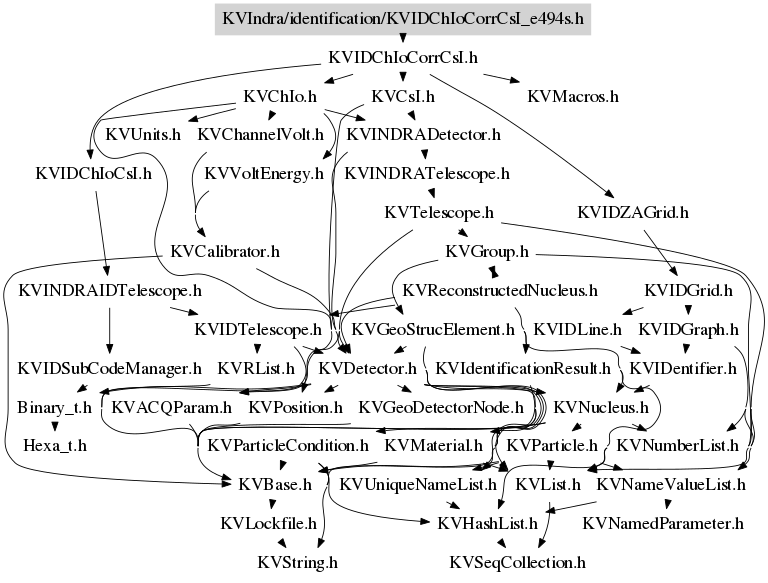 KVIndra/identification/KVIDChIoCorrCsI_e494s.h
KVIDChIoCorrCsI.h
KVChIo.h
KVCsI.h
KVMacros.h
KVUnits.h
KVChannelVolt.h
KVINDRADetector.h
KVIDChIoCsI.h
KVVoltEnergy.h
KVINDRATelescope.h
KVTelescope.h
KVIDZAGrid.h
KVCalibrator.h
KVGroup.h
KVINDRAIDTelescope.h
KVReconstructedNucleus.h
KVIDGrid.h
KVIDTelescope.h
KVGeoStrucElement.h
KVIDLine.h
KVIDGraph.h
KVIDSubCodeManager.h
KVRList.h
KVDetector.h
KVIdentificationResult.h
KVIDentifier.h
Binary_t.h
KVACQParam.h
KVPosition.h
KVGeoDetectorNode.h
KVNucleus.h
Hexa_t.h
KVParticleCondition.h
KVMaterial.h
KVParticle.h
KVNumberList.h
KVBase.h
KVUniqueNameList.h
KVList.h
KVNameValueList.h
KVLockfile.h
KVHashList.h
KVNamedParameter.h
KVString.h
KVSeqCollection.h